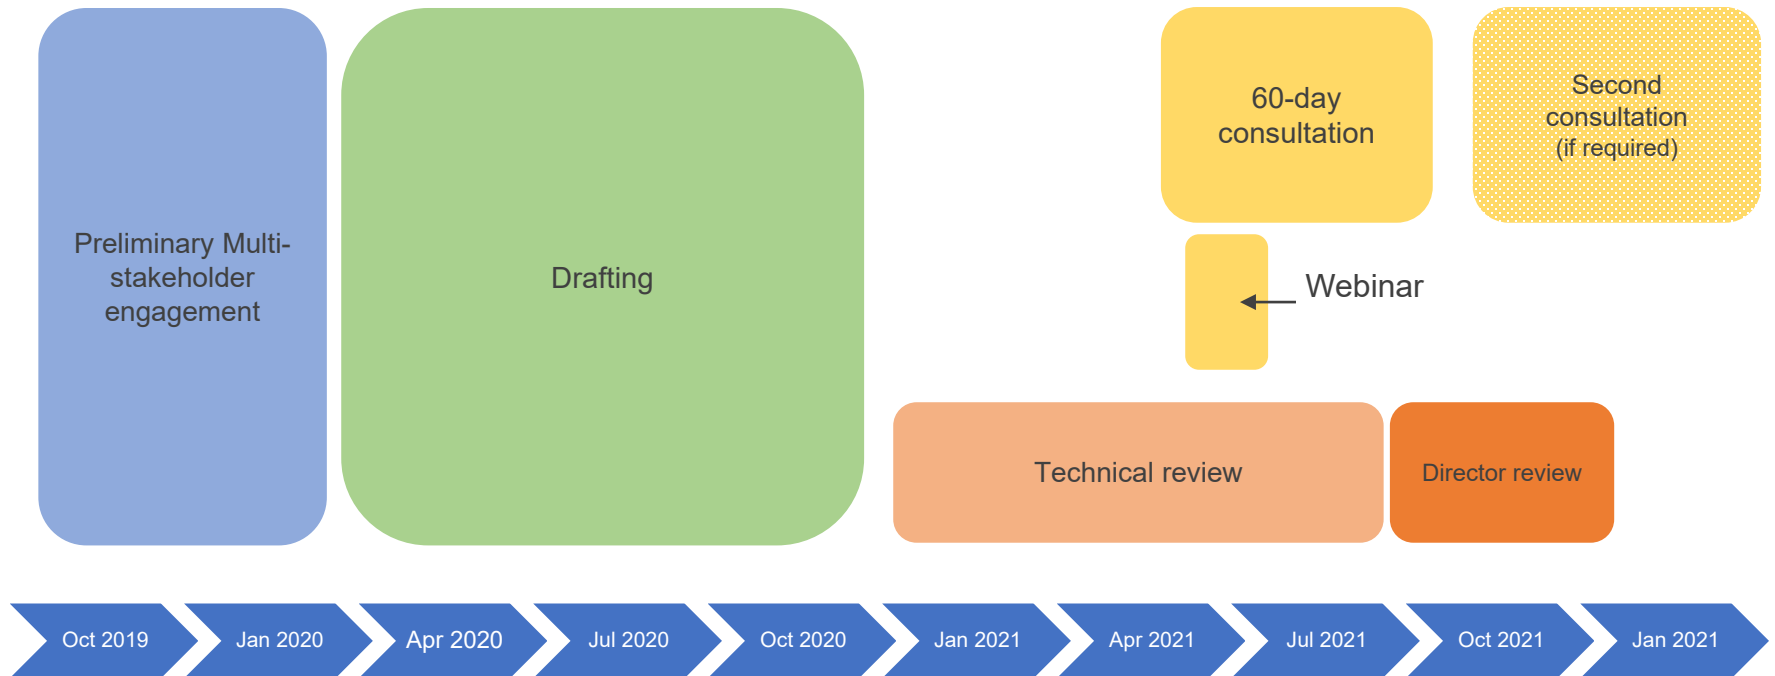 Preliminary Multi-
stakeholder
engagement
Drafting
60-day
consultation
Second
consultation
(if required)
Webinar
Technical review
Director review
Oct 2019
Jan 2020
Apr 2020
Jul 2020
Oct 2020
Jan 2021
Apr 2021
Jul 2021
Oct 2021
Jan 2021